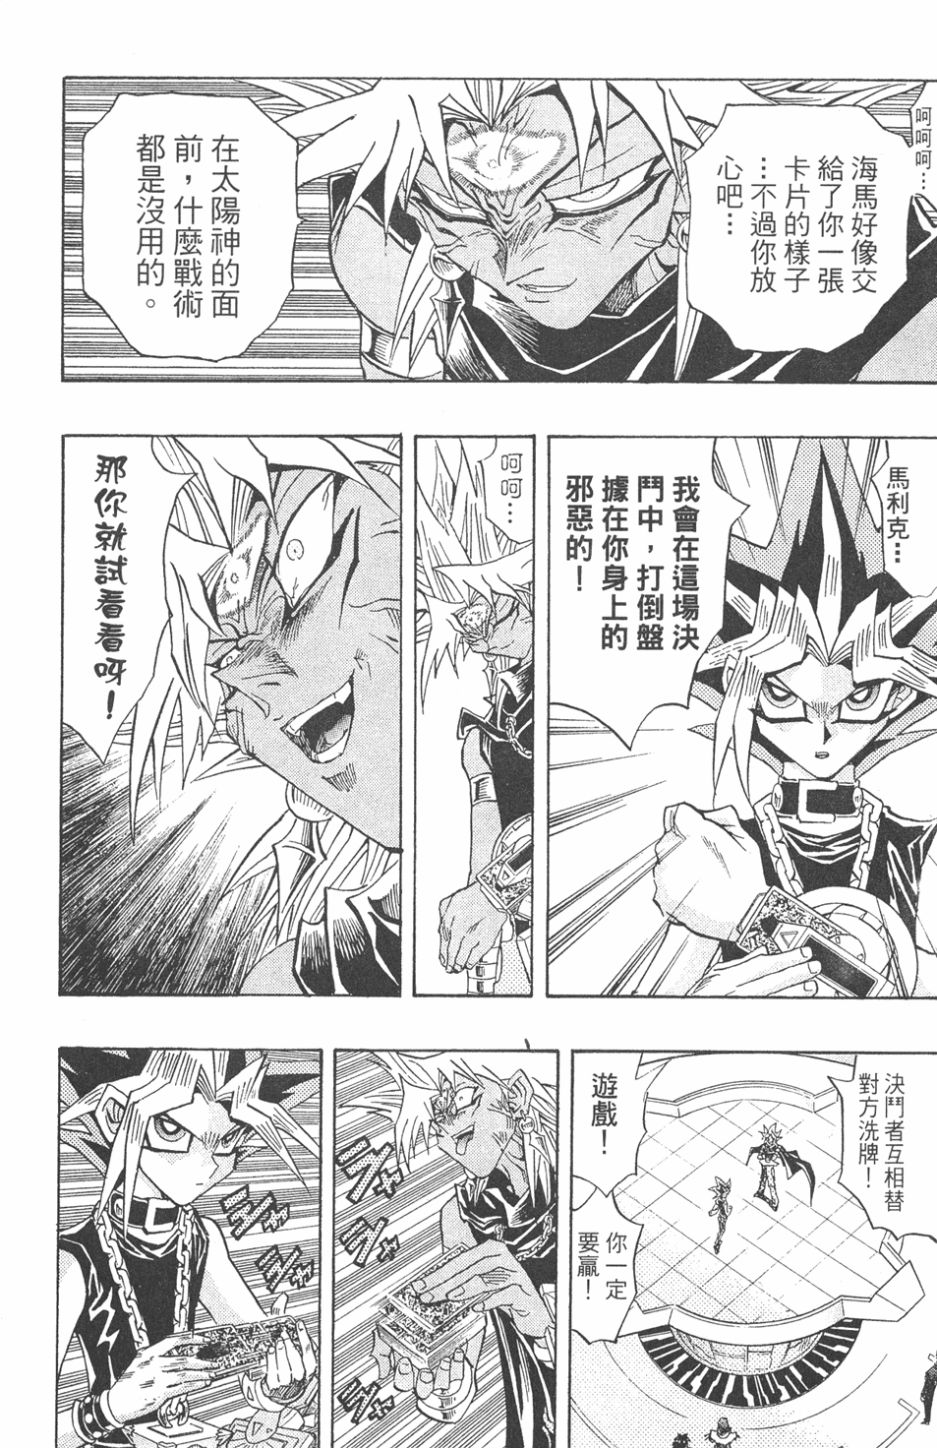 呵呵呵…
海馬好像交
給了你一張
卡片的樣子
…不過你放
心吧…
在太陽神的面
前，什麼戰術
都是沒用的。
馬利克…
我會在這場決
鬥中，打倒盤
據在你身上的
邪惡的！
呵呵…
那你就試看看呀！
決鬥者互相替
對方洗牌！
遊戲！
你一定
要贏！